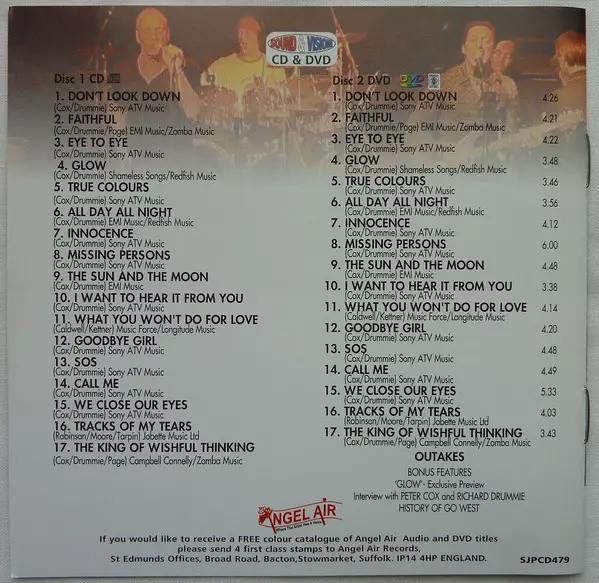 SOUND & VISION
CD & DVD
Disc 1 CD
1. DON'T LOOK DOWN
(Cox/Drummie) Sony ATV Music
2. FAITHFUL
(Cox/Drummie/Page) EMI Music/Zomba Music
3. EYE TO EYE
(Cox/Drummie) Sony ATV Music
4. GLOW
(Cox/Drummie) Shameless Songs/Redfish Music
5. TRUE COLOURS
(Cox/Drummie) Sony ATV Music
6. ALL DAY ALL NIGHT
(Cox/Drummie) EMI Music/Redfish Music
7. INNOCENCE
(Cox/Drummie) Sony ATV Music
8. MISSING PERSONS
(Cox/Drummie) Sony ATV Music
9. THE SUN AND THE MOON
(Cox/Drummie) EMI Music
10. I WANT TO HEAR IT FROM YOU
(Cox/Drummie) Sony ATV Music
11. WHAT YOU WON'T DO FOR LOVE
(Caldwell/Kettner) Music Force/Longitude Music
12. GOODBYE GIRL
(Cox/Drummie) Sony ATV Music
13. SOS
(Cox/Drummie) Sony ATV Music
14. CALL ME
(Cox/Drummie) Sony ATV Music
15. WE CLOSE OUR EYES
(Cox/Drummie) Sony ATV Music
16. TRACKS OF MY TEARS
(Robinson/Moore/Tarpin) Jobette Music Ltd
17. THE KING OF WISHFUL THINKING
(Cox/Drummie/Page) Campbell Connelly/Zomba Music
Disc 2 DVD
1. DON'T LOOK DOWN 4.26
(Cox/Drummie) Sony ATV Music
2. FAITHFUL 4.21
(Cox/Drummie/Page) EMI Music/Zomba Music
3. EYE TO EYE 4.22
(Cox/Drummie) Sony ATV Music
4. GLOW 3.48
(Cox/Drummie) Shameless Songs/Redfish Music
5. TRUE COLOURS 3.46
(Cox/Drummie) Sony ATV Music
6. ALL DAY ALL NIGHT 3.56
(Cox/Drummie) EMI Music/Redfish Music
7. INNOCENCE 4.12
(Cox/Drummie) Sony ATV Music
8. MISSING PERSONS 6.00
(Cox/Drummie) Sony ATV Music
9. THE SUN AND THE MOON 4.48
(Cox/Drummie) EMI Music
10. I WANT TO HEAR IT FROM YOU 3.38
(Cox/Drummie) Sony ATV Music
11. WHAT YOU WON'T DO FOR LOVE 4.14
(Caldwell/Kettner) Music Force/Longitude Music
12. GOODBYE GIRL 4.20
(Cox/Drummie) Sony ATV Music
13. SOS 4.48
(Cox/Drummie) Sony ATV Music
14. CALL ME 4.49
(Cox/Drummie) Sony ATV Music
15. WE CLOSE OUR EYES 5.33
(Cox/Drummie) Sony ATV Music
16. TRACKS OF MY TEARS 4.03
(Robinson/Moore/Tarpin) Jobette Music Ltd
17. THE KING OF WISHFUL THINKING 3.43
(Cox/Drummie/Page) Campbell Connelly/Zomba Music
OUTAKES
BONUS FEATURES
'GLOW' - Exclusive Preview
Interview with PETER COX and RICHARD DRUMMIE
HISTORY OF GO WEST
ANGEL AIR
Where The Artist Has A Voice
If you would like to receive a FREE colour catalogue of Angel Air Audio and DVD titles
please send 4 first class stamps to Angel Air Records,
St Edmunds Offices, Broad Road, Bacton,Stowmarket, Suffolk. IP14 4HP ENGLAND.
SJPCD479